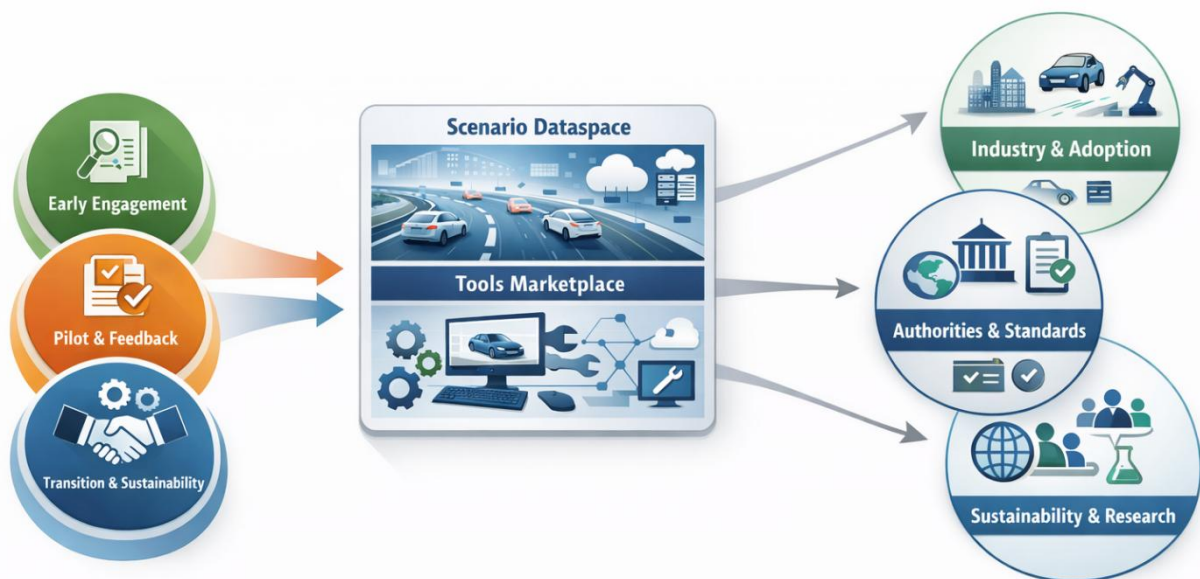 Early Engagement
Pilot & Feedback
Transition & Sustainability
Scenario Dataspace
Tools Marketplace
Industry & Adoption
Authorities & Standards
Sustainability & Research